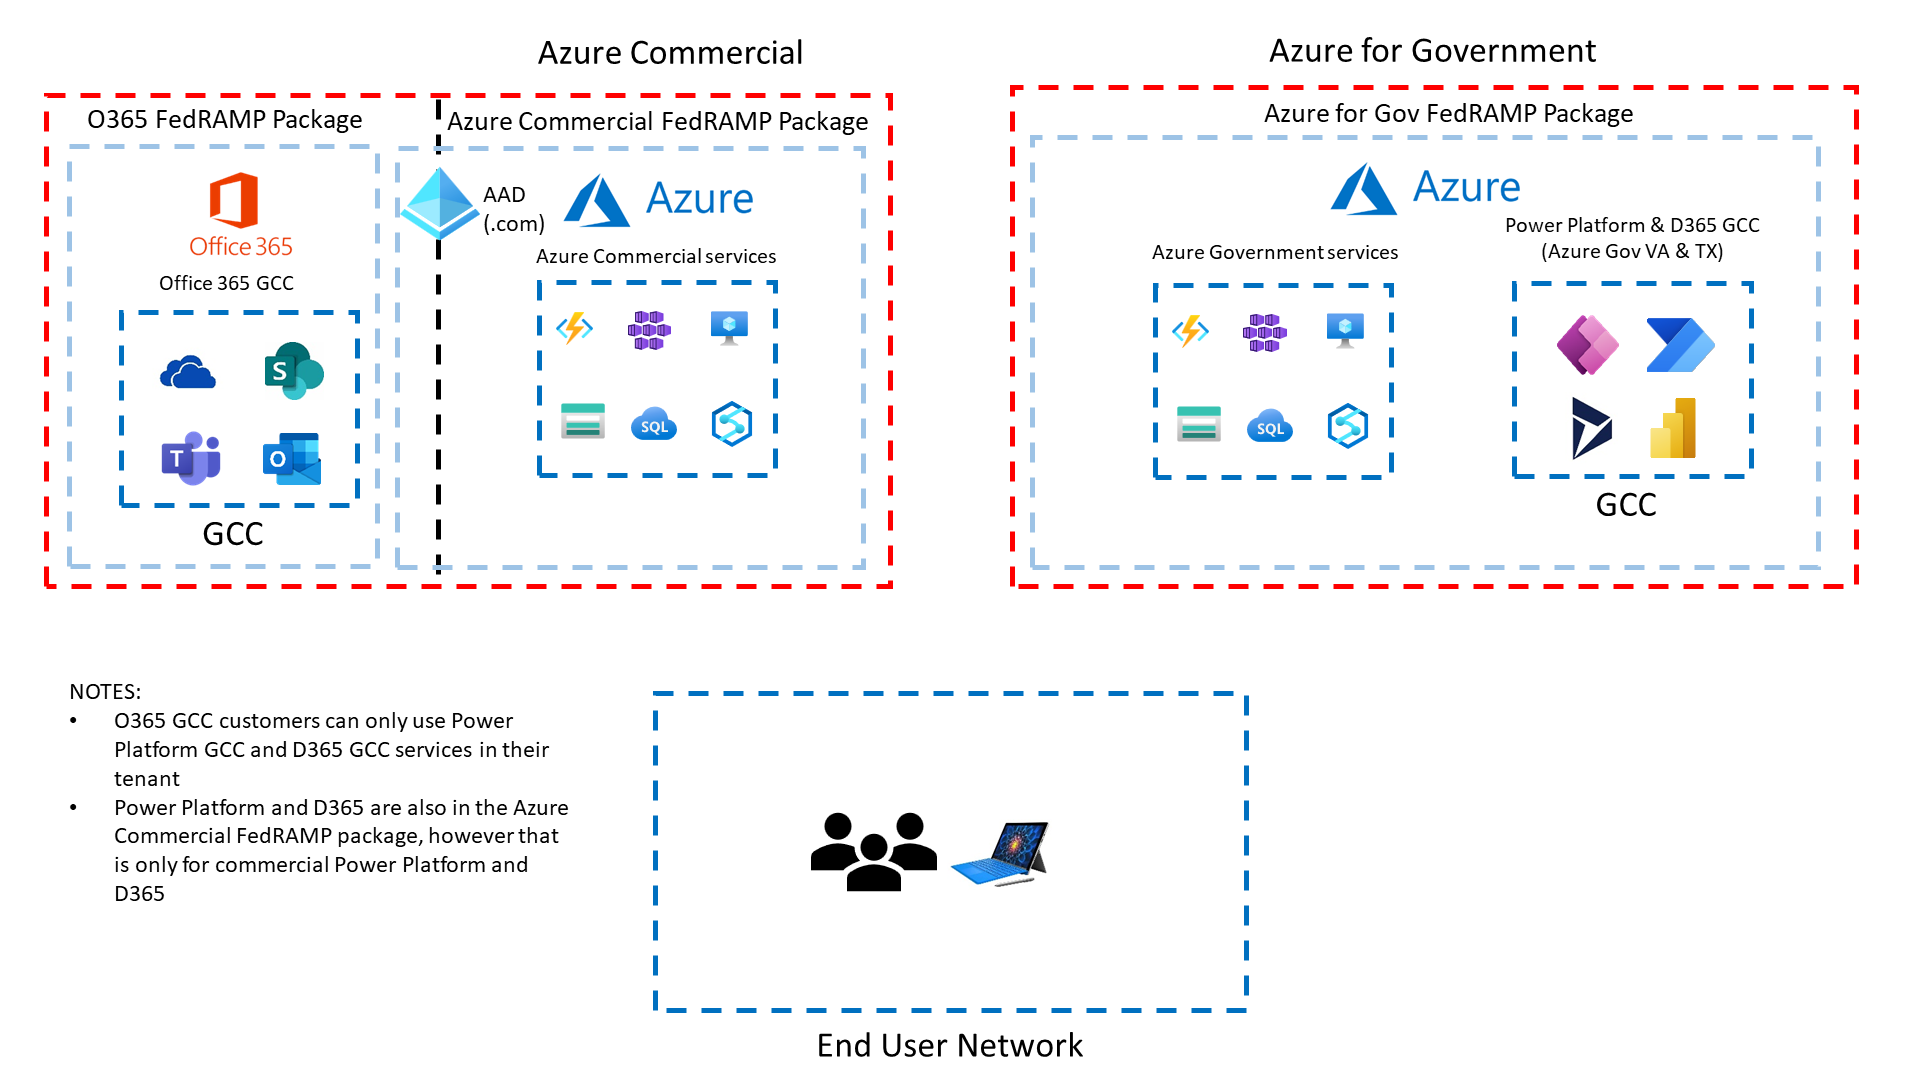 Azure Commercial
Azure for Government
O365 FedRAMP Package
Azure Commercial FedRAMP Package
Azure for Gov FedRAMP Package
Office 365
Office 365 GCC
S
T
O
GCC
AAD
(.com)
Azure
Azure Commercial services
SQL
Azure
Azure Government services
SQL
Power Platform & D365 GCC
(Azure Gov VA & TX)
GCC
NOTES:
• O365 GCC customers can only use Power
Platform GCC and D365 GCC services in their
tenant
• Power Platform and D365 are also in the Azure
Commercial FedRAMP package, however that
is only for commercial Power Platform and
D365
End User Network